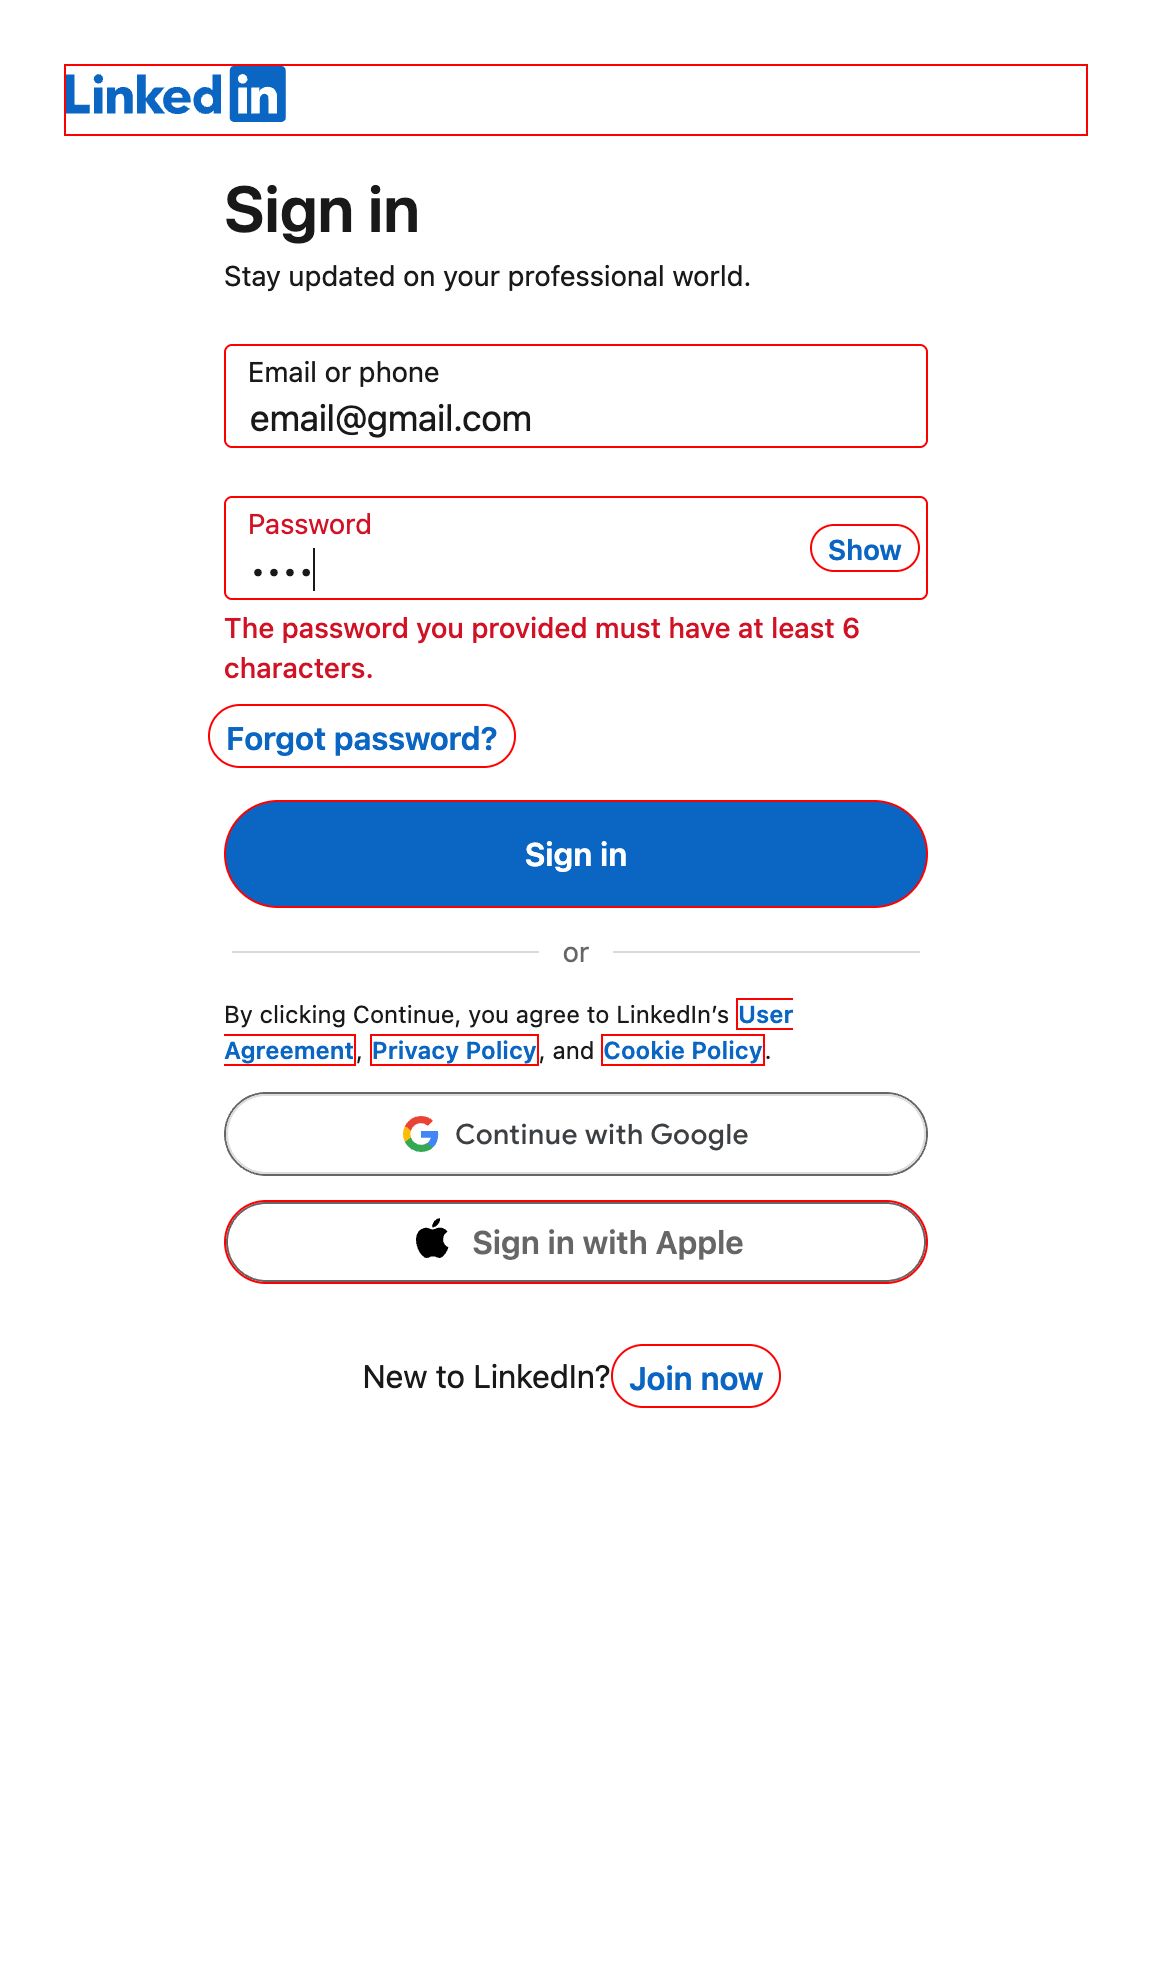 Linked in
Sign in
Stay updated on your professional world.
Email or phone
email@gmail.com
Password
••••
Show
The password you provided must have at least 6
characters.
Forgot password?
Sign in
or
By clicking Continue, you agree to LinkedIn’s User
Agreement, Privacy Policy, and Cookie Policy.
Continue with Google
Sign in with Apple
New to LinkedIn? Join now